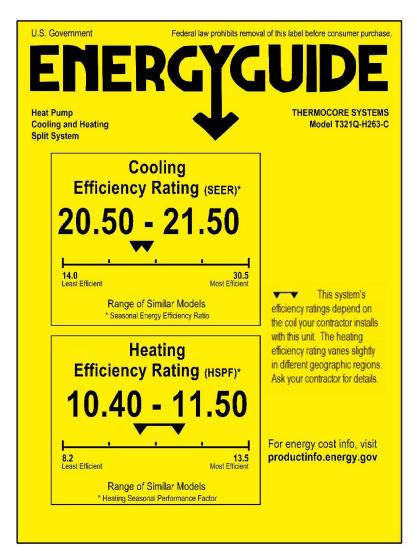 U.S. Government
Federal law prohibits removal of this label before consumer purchase.
ENERGYGUIDE
Heat Pump
Cooling and Heating
Split System
THERMOCORE SYSTEMS
Model T321Q-H263-C
Cooling
Efficiency Rating (SEER)*
20.50 - 21.50
14.0
Least Efficient
30.5
Most Efficient
Range of Similar Models
* Seasonal Energy Efficiency Ratio
This system's
efficiency ratings depend on
the coil your contractor installs
with this unit. The heating
efficiency rating varies slightly
in different geographic regions.
Ask your contractor for details.
Heating
Efficiency Rating (HSPF)*
10.40 - 11.50
8.2
Least Efficient
13.5
Most Efficient
Range of Similar Models
* Heating Seasonal Performance Factor
For energy cost info, visit
productinfo.energy.gov